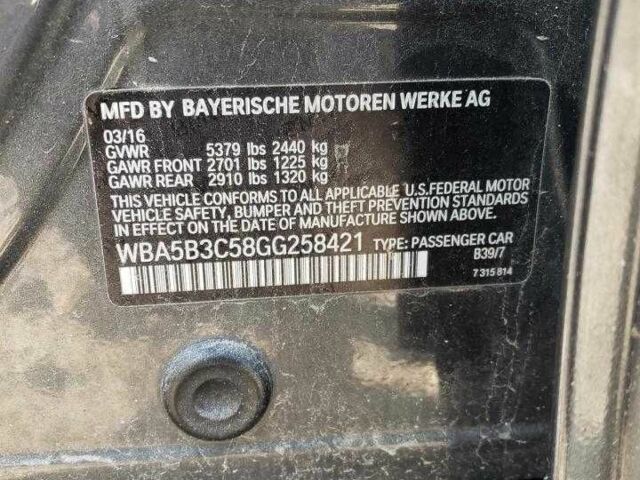 MFD BY BAYERISCHE MOTOREN WERKE AG
03/16
GVWR 5379 lbs 2440 kg
GAWR FRONT 2701 lbs 1225 kg
GAWR REAR 2910 lbs 1320 kg
THIS VEHICLE CONFORMS TO ALL APPLICABLE U.S.FEDERAL MOTOR
VEHICLE SAFETY, BUMPER AND THEFT PREVENTION STANDARDS
IN EFFECT ON THE DATE OF MANUFACTURE SHOWN ABOVE.
WBA5B3C58GG258421 TYPE: PASSENGER CAR
B39/7
7 315 814